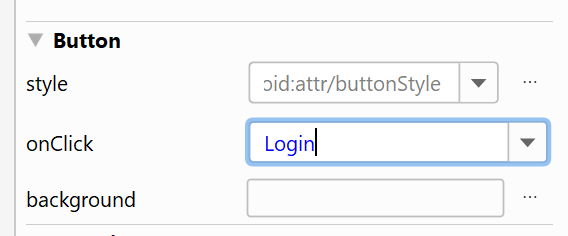 Button
style oid:attr/buttonStyle ...
onClick Login
background ...